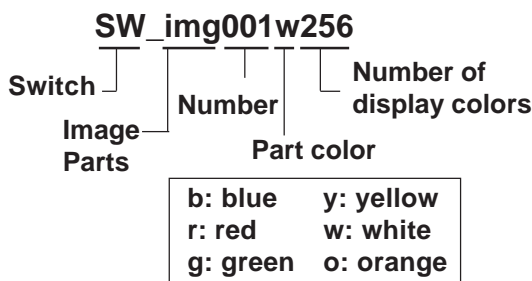 SW_img001w256
Switch
Number
Number of
display colors
Image
Parts
Part color
b: blue y: yellow
r: red w: white
g: green o: orange